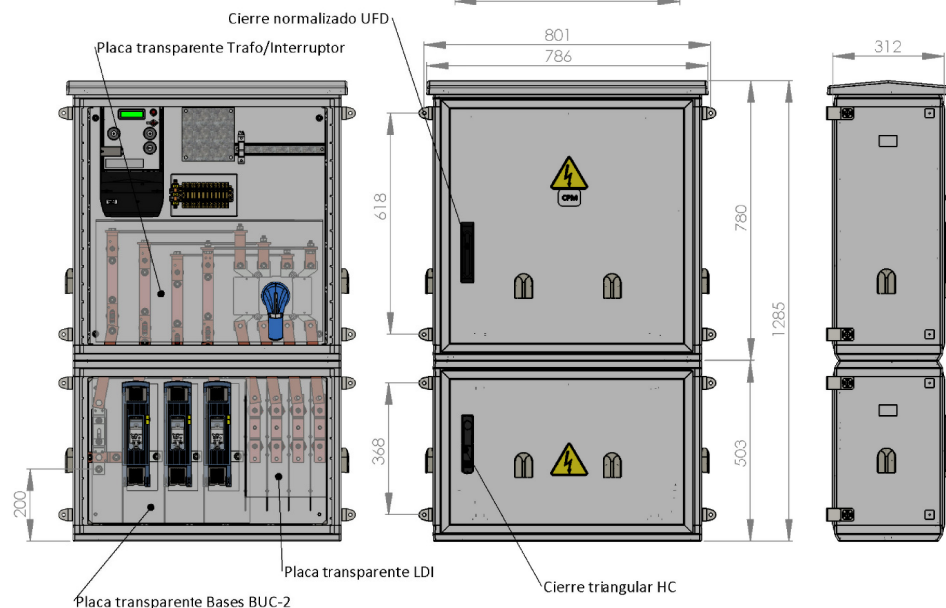 Cierre normalizado UFD
Placa transparente Trafo/Interruptor
801
786
312
618
780
1285
CPM
368
503
200
Placa transparente LDI
Cierre triangular HC
Placa transparente Bases BUC-2